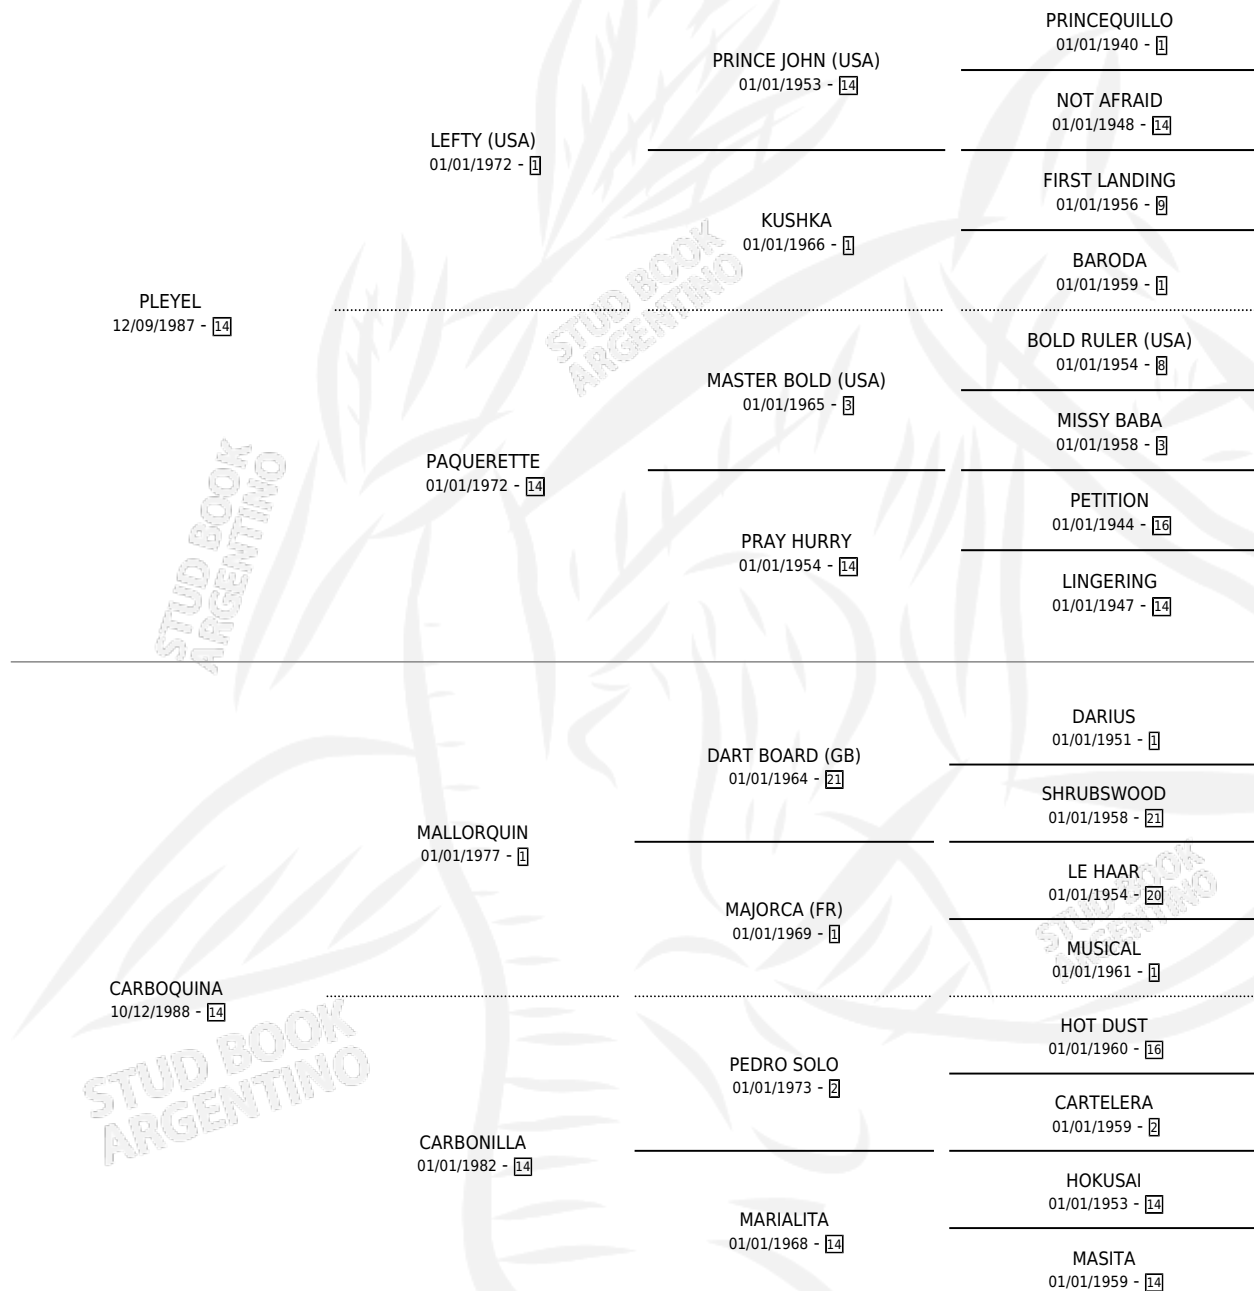 PRINCEQUILLO
01/01/1940 - 1
PRINCE JOHN (USA)
01/01/1953 - 14
NOT AFRAID
01/01/1948 - 14
LEFTY (USA)
01/01/1972 - 1
FIRST LANDING
01/01/1956 - 9
KUSHKA
01/01/1966 - 1
BARODA
01/01/1959 - 1
PLEYEL
12/09/1987 - 14
STUD BOOK
ARGENTINO
BOLD RULER (USA)
01/01/1954 - 8
MASTER BOLD (USA)
01/01/1965 - 3
MISSY BABA
01/01/1958 - 3
PAQUERETTE
01/01/1972 - 14
PETITION
01/01/1944 - 16
PRAY HURRY
01/01/1954 - 14
LINGERING
01/01/1947 - 14
STUD BOOK
ARGENTINO
DARIUS
01/01/1951 - 1
DART BOARD (GB)
01/01/1964 - 21
SHRUBSWOOD
01/01/1958 - 21
MALLORQUIN
01/01/1977 - 1
LE HAAR
01/01/1954 - 20
MAJORCA (FR)
01/01/1969 - 1
STUD BOOK
ARGENTINO
MUSICAL
01/01/1961 - 1
CARBOQUINA
10/12/1988 - 14
HOT DUST
01/01/1960 - 16
PEDRO SOLO
01/01/1973 - 2
CARTELERA
01/01/1959 - 2
STUD BOOK
ARGENTINO
CARBONILLA
01/01/1982 - 14
HOKUSAI
01/01/1953 - 14
MARIALITA
01/01/1968 - 14
MASITA
01/01/1959 - 14